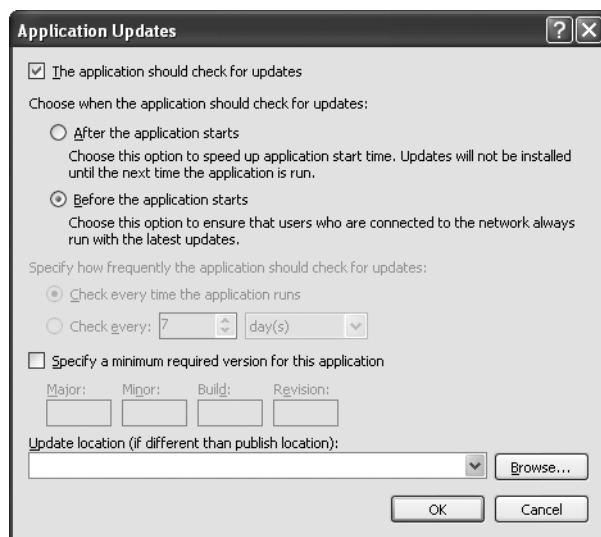 Application Updates
The application should check for updates
Choose when the application should check for updates:
After the application starts
Choose this option to speed up application start time. Updates will not be installed
until the next time the application is run.
Before the application starts
Choose this option to ensure that users who are connected to the network always
run with the latest updates.
Specify how frequently the application should check for updates:
Check every time the application runs
Check every: 7 day(s)
Specify a minimum required version for this application
Major: Minor: Build: Revision:
Update location (if different than publish location):
Browse...
OK Cancel